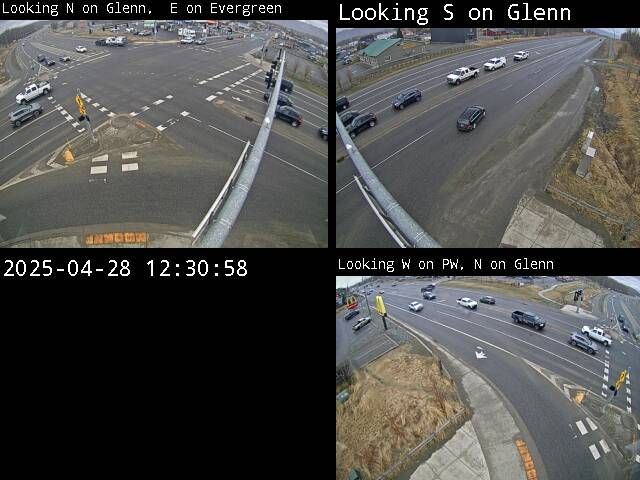 Looking N on Glenn,  E on Evergreen
Looking S on Glenn
2025-04-28 12:30:58
Looking W on PW, N on Glenn